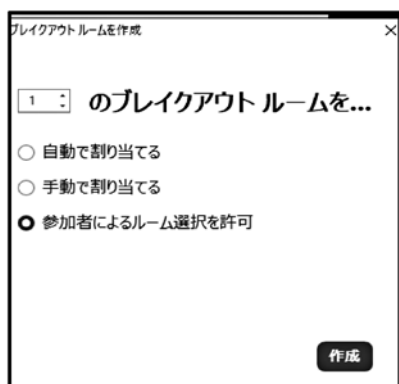 ブレイクアウト ルームを作成
1 のブレイクアウト ルームを...
自動で割り当てる
手動で割り当てる
参加者によるルーム選択を許可
作成